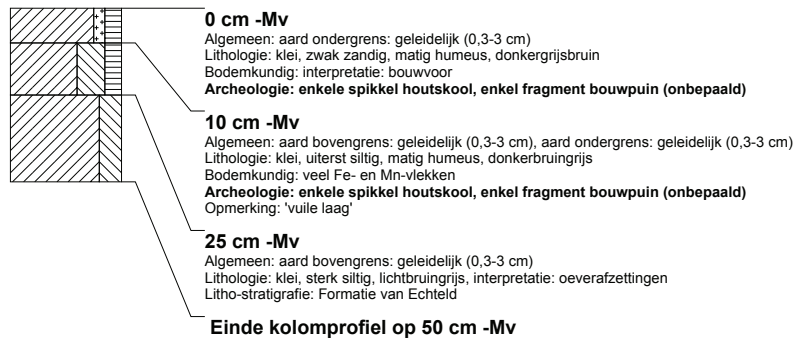 0 cm -Mv
Algemeen: aard ondergrens: geleidelijk (0,3-3 cm)
Lithologie: klei, zwak zandig, matig humeus, donkergrijsbruin
Bodemkundig: interpretatie: bouwvoor
Archeologie: enkele spikkel houtskool, enkel fragment bouwpuin (onbepaald)
10 cm -Mv
Algemeen: aard bovengrens: geleidelijk (0,3-3 cm), aard ondergrens: geleidelijk (0,3-3 cm)
Lithologie: klei, uiterst siltig, matig humeus, donkerbruingrijs
Bodemkundig: veel Fe- en Mn-vlekken
Archeologie: enkele spikkel houtskool, enkel fragment bouwpuin (onbepaald)
Opmerking: 'vuile laag'
25 cm -Mv
Algemeen: aard bovengrens: geleidelijk (0,3-3 cm)
Lithologie: klei, sterk siltig, lichtbruingrijs, interpretatie: oeverafzettingen
Litho-stratigrafie: Formatie van Echteld
Einde kolomprofiel op 50 cm -Mv